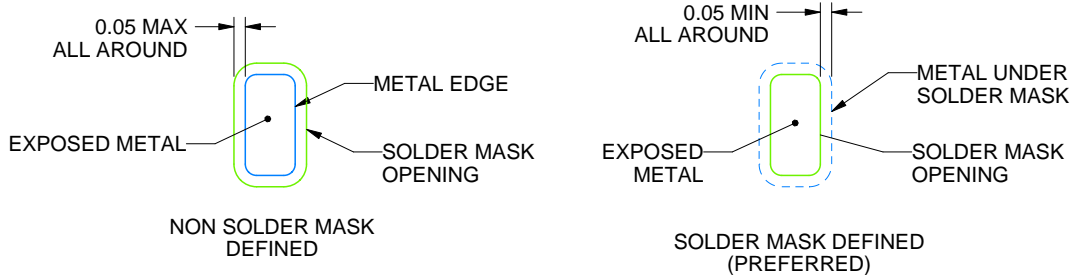 0.05 MAX
ALL AROUND
METAL EDGE
EXPOSED METAL
SOLDER MASK
OPENING
NON SOLDER MASK
DEFINED
0.05 MIN
ALL AROUND
METAL UNDER
SOLDER MASK
EXPOSED
METAL
SOLDER MASK
OPENING
SOLDER MASK DEFINED
(PREFERRED)